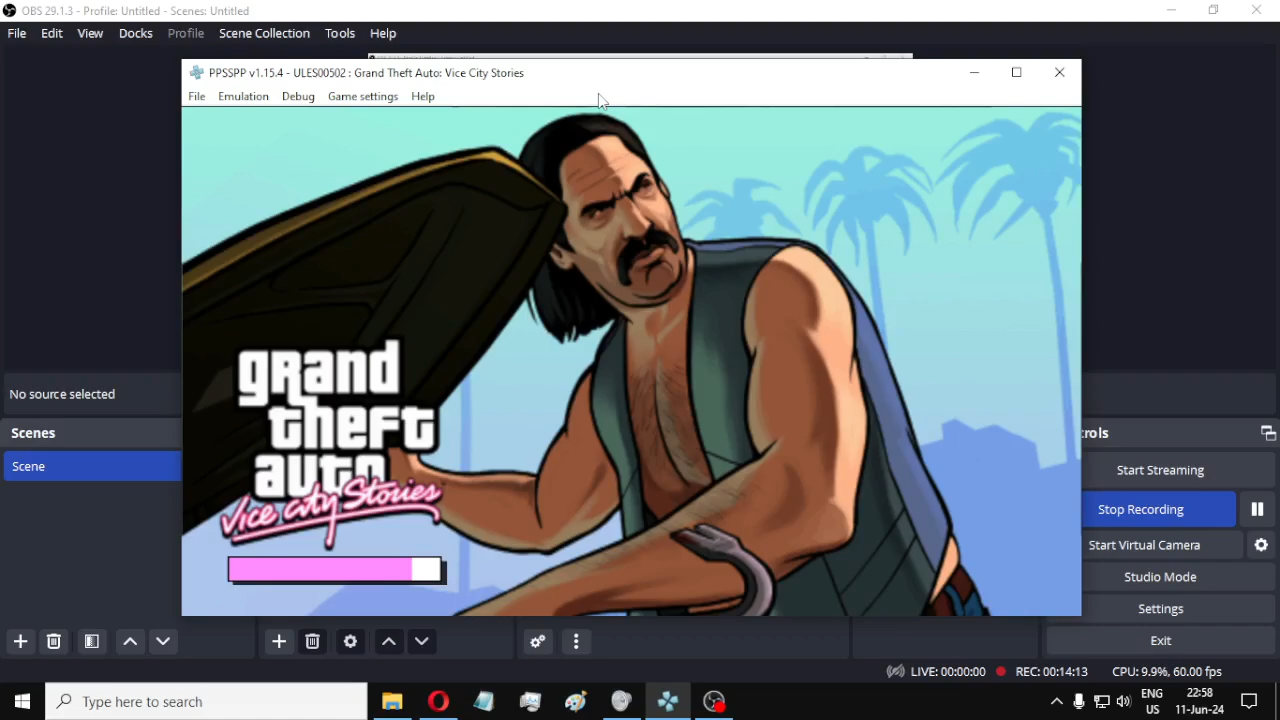 OBS 29.1.3 - Profile: Untitled - Scenes: Untitled
File Edit View Docks Profile Scene Collection Tools Help
PPSSPP v1.15.4 - ULES00502 : Grand Theft Auto: Vice City Stories
File Emulation Debug Game settings Help
grand
theft
auto
Vice City Stories
No source selected
Scenes
Scene
rols
Start Streaming
Stop Recording
Start Virtual Camera
Studio Mode
Settings
Exit
LIVE: 00:00:00 REC: 00:14:13 CPU: 9.9%, 60.00 fps
Type here to search
ENG
US
22:58
11-Jun-24